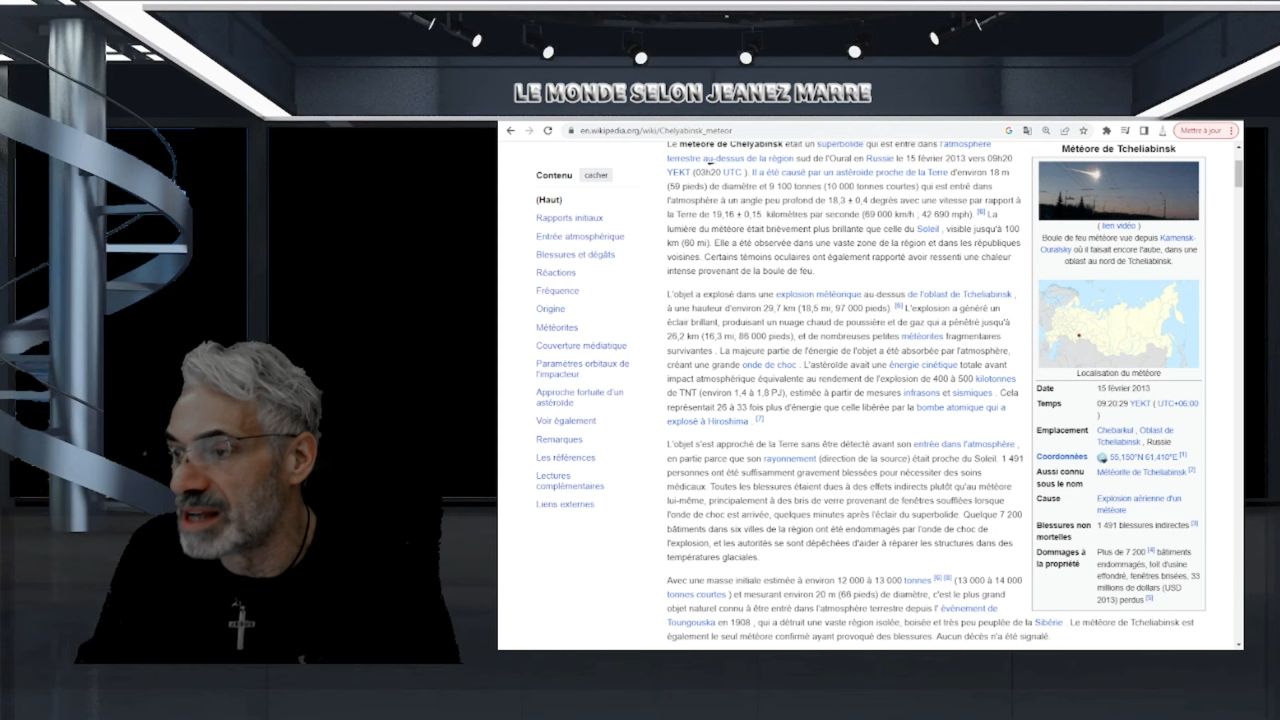 LE MONDE SELON JEANEZ MARRE
en.wikipedia.org/wiki/Chelyabinsk_meteor
Mettre à jour
Contenu cacher
(Haut)
Rapports initiaux
Entrée atmosphérique
Blessures et dégâts
Réactions
Fréquence
Origine
Météorites
Couverture médiatique
Paramètres orbitaux de
l'impacteur
Approche fortuite d'un
astéroïde
Voir également
Remarques
Les références
Lectures
complémentaires
Liens externes
Le météore de Chelyabinsk était un superbolide qui est entré dans l'atmosphère
terrestre au-dessus de la région sud de l'Oural en Russie le 15 février 2013 vers 09h20
YEKT (03h20 UTC ). Il a été causé par un astéroïde proche de la Terre d'environ 18 m
(59 pieds) de diamètre et 9 100 tonnes (10 000 tonnes courtes) qui est entré dans
l'atmosphère à un angle peu profond de 18,3 ± 0,4 degrés avec une vitesse par rapport à
la Terre de 19,16 ± 0,15 kilomètres par seconde (69 000 km/h , 42 690 mph). [6] La
lumière du météore était brièvement plus brillante que celle du Soleil , visible jusqu'à 100
km (60 mi). Elle a été observée dans une vaste zone de la région et dans les républiques
voisines. Certains témoins oculaires ont également rapporté avoir ressenti une chaleur
intense provenant de la boule de feu.
L'objet a explosé dans une explosion météorique au-dessus de l'oblast de Tcheliabinsk ,
à une hauteur d'environ 29,7 km (18,5 mi; 97 000 pieds). [6] L'explosion a généré un
éclair brillant, produisant un nuage chaud de poussière et de gaz qui a pénétré jusqu'à
26,2 km (16,3 mi; 86 000 pieds), et de nombreuses petites météorites fragmentaires
survivantes . La majeure partie de l'énergie de l'objet a été absorbée par l'atmosphère,
créant une grande onde de choc . L'astéroïde avait une énergie cinétique totale avant
impact atmosphérique équivalente au rendement de l'explosion de 400 à 500 kilotonnes
de TNT (environ 1,4 à 1,8 PJ), estimée à partir de mesures infrasons et sismiques . Cela
représentait 26 à 33 fois plus d'énergie que celle libérée par la bombe atomique qui a
explosé à Hiroshima . [7]
L'objet s'est approché de la Terre sans être détecté avant son entrée dans l'atmosphère ,
en partie parce que son rayonnement (direction de la source) était proche du Soleil. 1 491
personnes ont été suffisamment gravement blessées pour nécessiter des soins
médicaux. Toutes les blessures étaient dues à des effets indirects plutôt qu'au météore
lui-même, principalement à des bris de verre provenant de fenêtres soufflées lorsque
l'onde de choc est arrivée, quelques minutes après l'éclair du superbolide. Quelque 7 200
bâtiments dans six villes de la région ont été endommagés par l'onde de choc de
l'explosion, et les autorités se sont dépêchées d'aider à réparer les structures dans des
températures glaciales.
Avec une masse initiale estimée à environ 12 000 à 13 000 tonnes [6] [8] (13 000 à 14 000
tonnes courtes ) et mesurant environ 20 m (66 pieds) de diamètre, c'est le plus grand
objet naturel connu à être entré dans l'atmosphère terrestre depuis l' événement de
Toungouska en 1908 , qui a détruit une vaste région isolée, boisée et très peu peuplée de la Sibérie . Le météore de Tcheliabinsk est
également le seul météore confirmé ayant provoqué des blessures. Aucun décès n'a été signalé.
Météore de Tcheliabinsk
( lien vidéo )
Boule de feu météore vue depuis Kamensk-
Ouralsky où il faisait encore l'aube, dans une
oblast au nord de Tcheliabinsk.
Localisation du météore
Date 15 février 2013
Temps 09:20:29 YEKT ( UTC+06:00
)
Emplacement Chebarkul , Oblast de
Tcheliabinsk , Russie
Coordonnées 55,150°N 61,410°E [1]
Aussi connu Météorite de Tcheliabinsk [2]
sous le nom
Cause Explosion aérienne d'un
météore
Blessures non 1 491 blessures indirectes [3]
mortelles
Dommages à Plus de 7 200 [4] bâtiments
la propriété endommagés, toit d'usine
effondré, fenêtres brisées, 33
millions de dollars (USD
2013) perdus [5]
JESUS